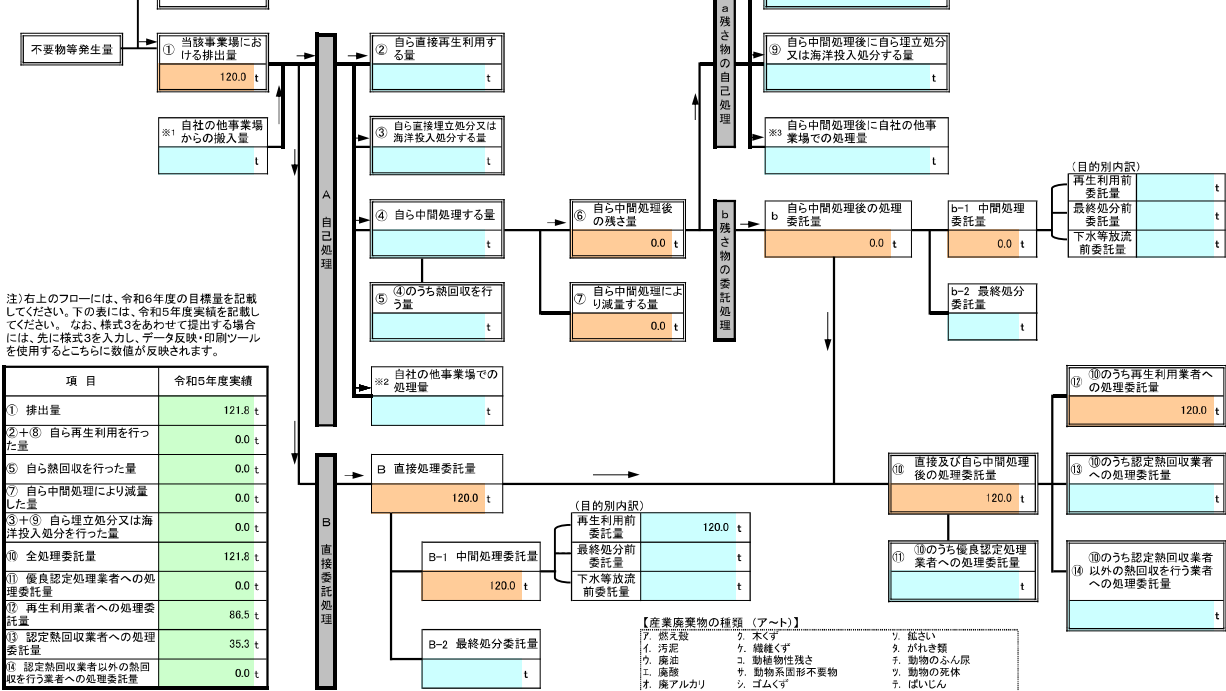 不要物等発生量
① 当該事業場にお
ける排出量
120.0 t
※1 自社の他事業場
からの搬入量
t
A 自己処理
② 自ら直接再生利用す
る量
t
③ 自ら直接埋立処分又は
海洋投入処分する量
t
④ 自ら中間処理する量
t
⑤ ④のうち熱回収を行
う量
t
※2 自社の他事業場での
処理量
t
⑥ 自ら中間処理後
の残さ量
0.0 t
⑦ 自ら中間処理によ
り減量する量
0.0 t
a 残さ物の自己処理
⑨ 自ら中間処理後に自ら埋立処分
又は海洋投入処分する量
t
※3 自ら中間処理後に自社の他事
業場での処理量
t
b 残さ物の委託処理
b 自ら中間処理後の処理
委託量
0.0 t
b-1 中間処理
委託量
0.0 t
b-2 最終処分
委託量
t
(目的別内訳)
再生利用前
委託量
t
最終処分前
委託量
t
下水等放流
前委託量
t
注)右上のフローには、令和6年度の目標量を記載
してください。下の表には、令和5年度実績を記載し
てください。 なお、様式3をあわせて提出する場合
には、先に様式3を入力し、データ反映・印刷ツール
を使用するとこちらに数値が反映されます。
項 目 令和5年度実績
① 排出量 121.8 t
②+⑧ 自ら再生利用を行っ
た量 0.0 t
⑤ 自ら熱回収を行った量 0.0 t
⑦ 自ら中間処理により減量
した量 0.0 t
③+⑨ 自ら埋立処分又は海
洋投入処分を行った量 0.0 t
⑩ 全処理委託量 121.8 t
⑪ 優良認定処理業者への処
理委託量 0.0 t
⑫ 再生利用業者への処理委
託量 86.5 t
⑬ 認定熱回収業者への処理
委託量 35.3 t
⑭ 認定熱回収業者以外の熱回
収を行う業者への処理委託量 0.0 t
B 直接委託処理
B 直接処理委託量
120.0 t
B-1 中間処理委託量
120.0 t
B-2 最終処分委託量
t
(目的別内訳)
再生利用前
委託量
120.0 t
最終処分前
委託量
t
下水等放流
前委託量
t
⑩ 直接及び自ら中間処理
後の処理委託量
120.0 t
⑪ ⑩のうち優良認定処理
業者への処理委託量
t
⑫ ⑩のうち再生利用業者へ
の処理委託量
120.0 t
⑬ ⑩のうち認定熱回収業者
への処理委託量
t
⑭ ⑩のうち認定熱回収業者
以外の熱回収を行う業者
への処理委託量
t
【産業廃棄物の種類 (ア~ト)】
ア. 燃え殻 ク. 木くず ソ. 鉱さい
イ. 汚泥 ケ. 繊維くず タ. がれき類
ウ. 廃油 コ. 動植物性残さ チ. 動物のふん尿
エ. 廃酸 サ. 動物系固形不要物 ツ. 動物の死体
オ. 廃アルカリ シ. ゴムくず テ. ばいじん